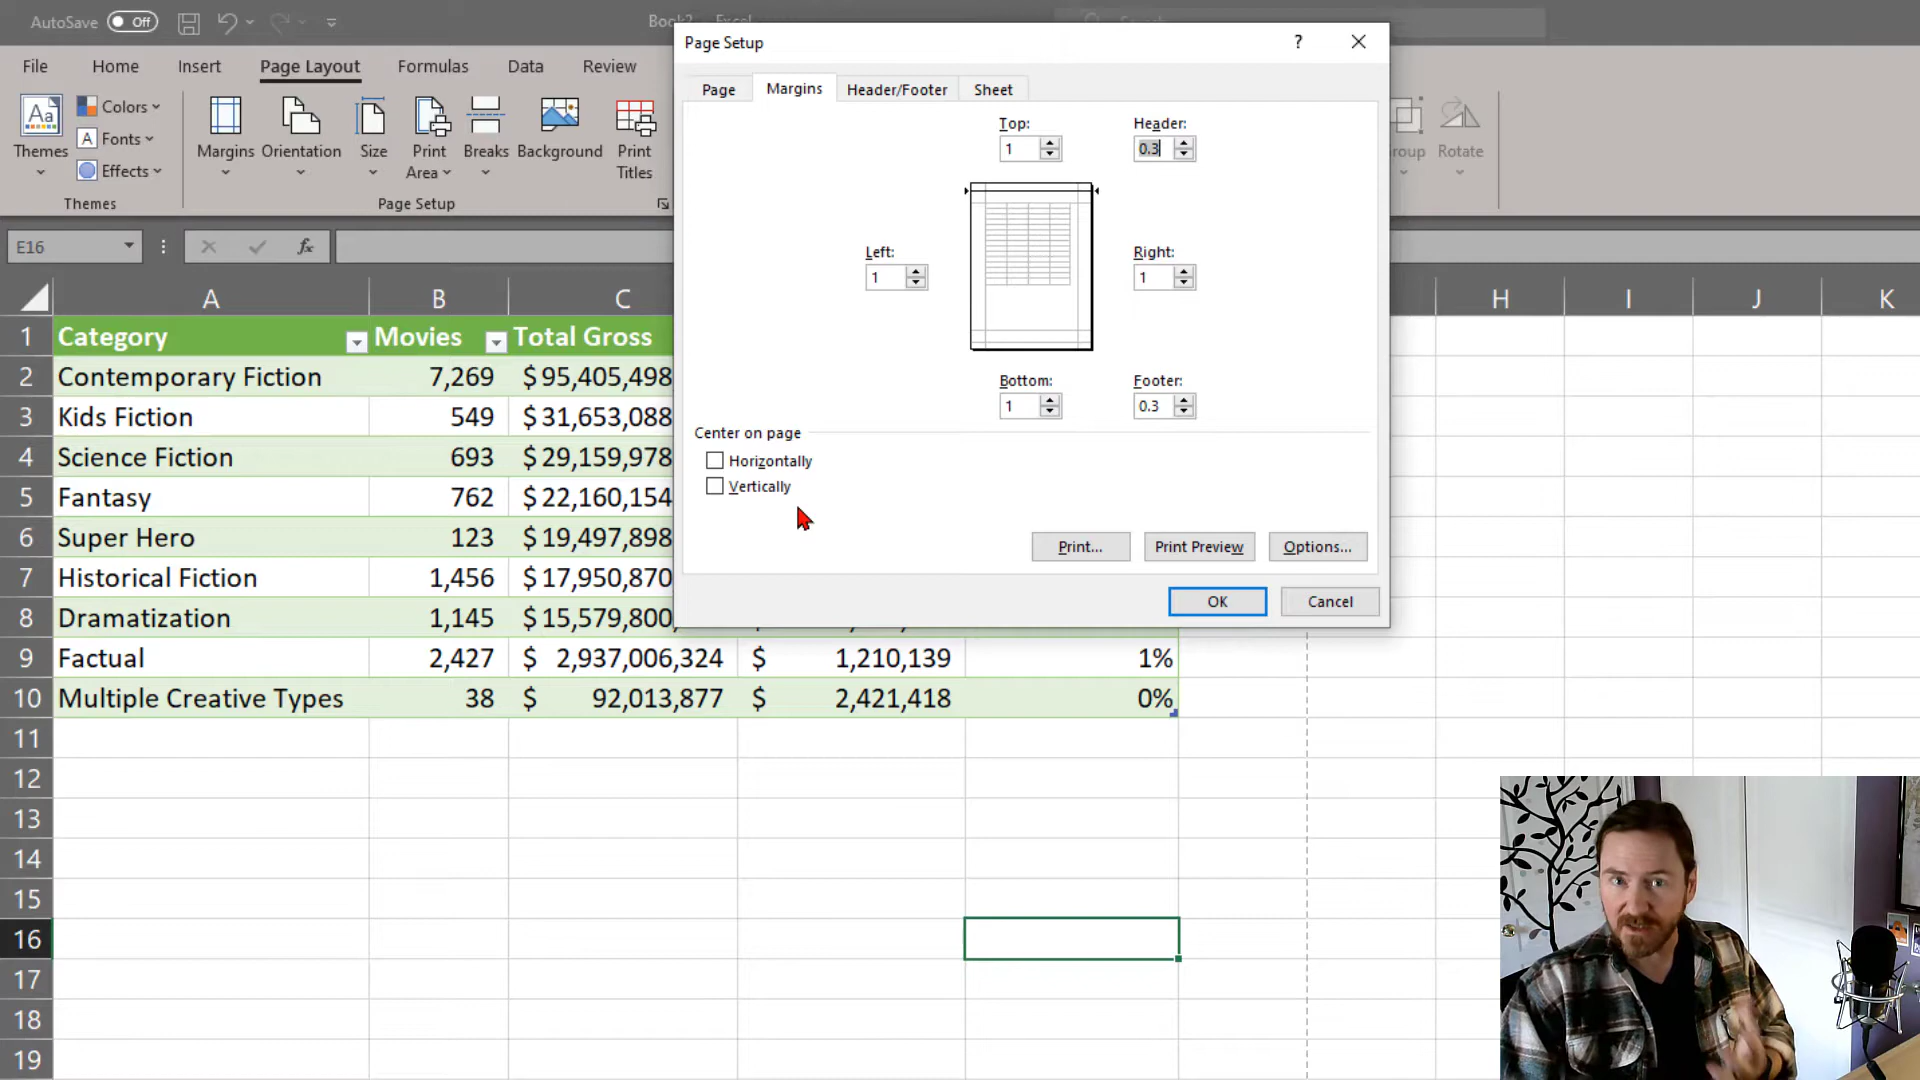 AutoSave Off
Book2 - Excel
Search
File Home Insert Page Layout Formulas Data Review
Themes
Colors
Fonts
Effects
Themes
Margins
Orientation
Size
Print Area
Breaks
Background
Print Titles
Page Setup
Group
Rotate
Page Setup
?
Page Margins Header/Footer Sheet
Top: Header:
1 0.3
Left: Right:
1 1
Bottom: Footer:
1 0.3
Center on page
Horizontally
Vertically
Print... Print Preview Options...
OK Cancel
E16 fx
A B C H I J K
1 Category Movies Total Gross
2 Contemporary Fiction 7,269 $95,405,498
3 Kids Fiction 549 $31,653,088
4 Science Fiction 693 $29,159,978
5 Fantasy 762 $22,160,154
6 Super Hero 123 $19,497,898
7 Historical Fiction 1,456 $17,950,870
8 Dramatization 1,145 $15,579,800,
9 Factual 2,427 $ 2,937,006,324 $ 1,210,139 1%
10 Multiple Creative Types 38 $ 92,013,877 $ 2,421,418 0%
11
12
13
14
15
16
17
18
19